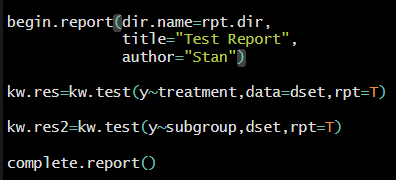 begin.report(dir.name=rpt.dir,
title="Test Report",
author="Stan")
kw.res=kw.test(y~treatment,data=dset,rpt=T)
kw.res2=kw.test(y~subgroup,dset,rpt=T)
complete.report()